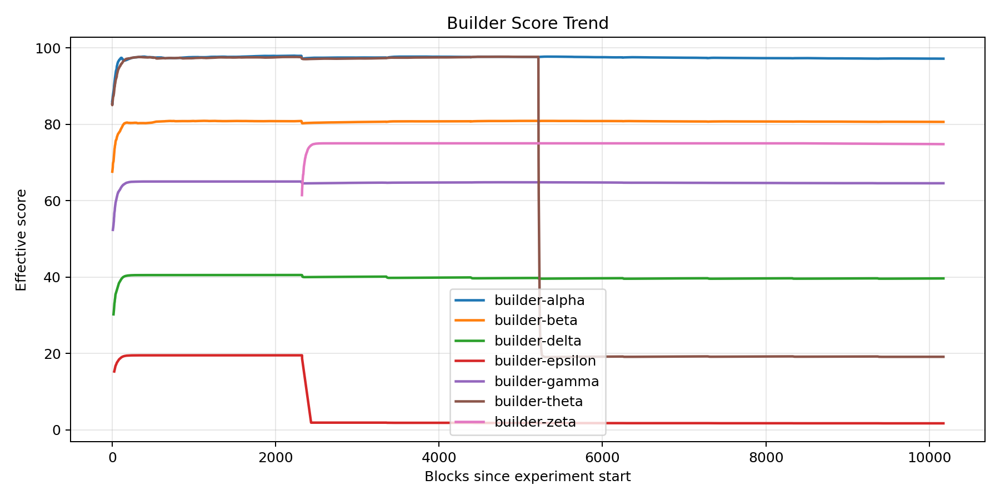 Builder Score Trend
Effective score
100
80
60
40
20
0
builder-alpha
builder-beta
builder-delta
builder-epsilon
builder-gamma
builder-theta
builder-zeta
0 2000 4000 6000 8000 10000
Blocks since experiment start